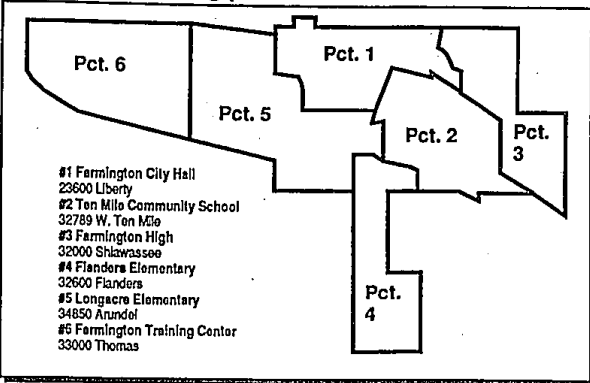 Pct. 6
Pct. 1
Pct. 5
Pct. 2
Pct.
3
Pct.
4
#1 Farmington City Hall
23600 Liberty
#2 Ten Mile Community School
32789 W. Ten Mile
#3 Farmington High
32000 Shiawassee
#4 Flanders Elementary
32600 Flanders
#5 Longacre Elementary
34850 Arundel
#6 Farmington Training Center
33000 Thomas